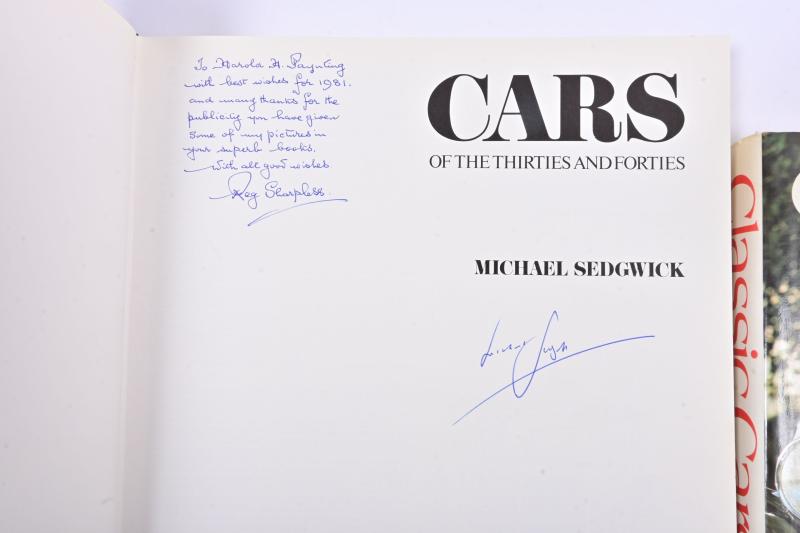 To Harold H. Paynting
with best wishes for 1981.
and many thanks for the
publicity you have given
some of my pictures in
your superb books.
With all good wishes
Reg Sharpless.
CARS
OF THE THIRTIES AND FORTIES
MICHAEL SEDGWICK
Classic Car